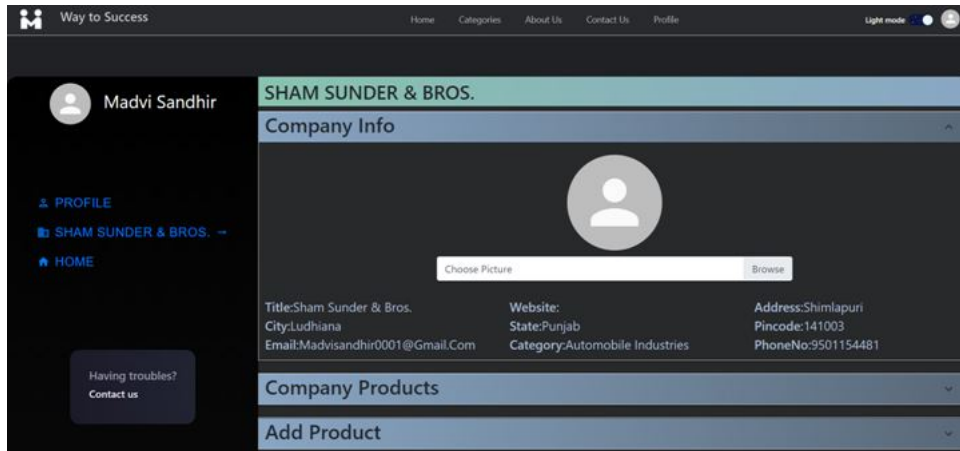 Way to Success
Home Categories About Us Contact Us Profile
Light mode
Madvi Sandhir
PROFILE
SHAM SUNDER & BROS. →
HOME
Having troubles?
Contact us
SHAM SUNDER & BROS.
Company Info
Choose Picture Browse
Title:Sham Sunder & Bros. Website: Address:Shimlapuri
City:Ludhiana State:Punjab Pincode:141003
Email:Madvisandhir0001@Gmail.Com Category:Automobile Industries PhoneNo:9501154481
Company Products
Add Product